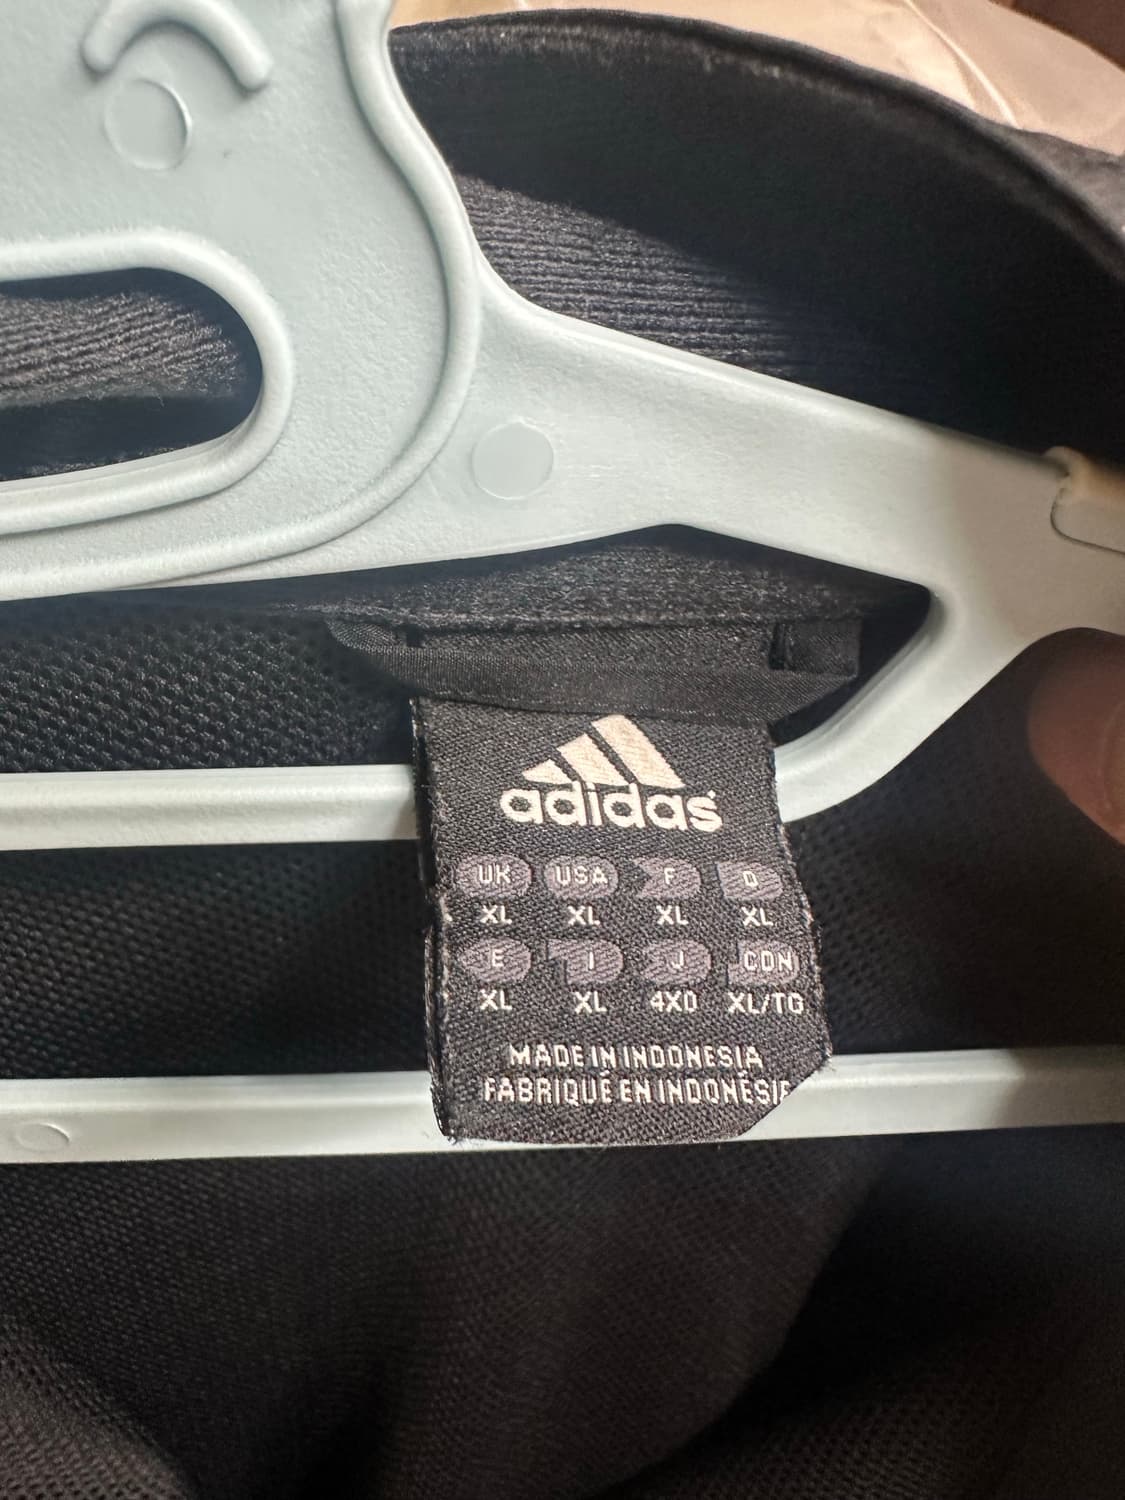 adidas
UK USA F D
XL XL XL XL
E I J CDN
XL XL 4XO XL/TG
MADE IN INDONESIA
FABRIQUÉ EN INDONÉSIE